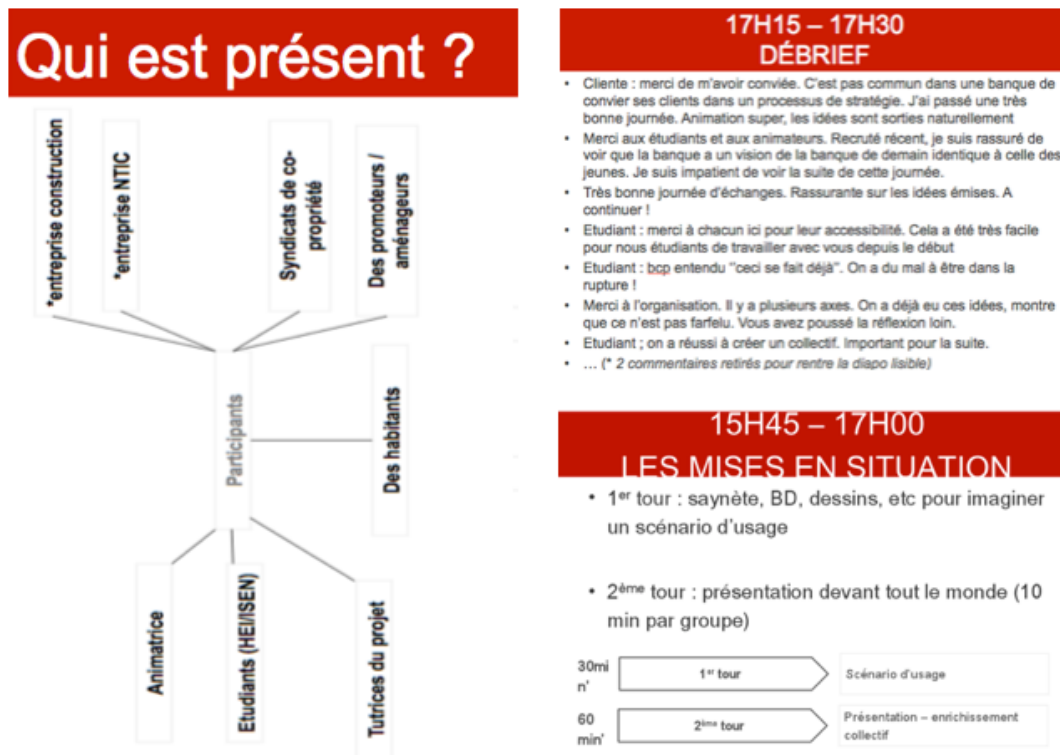 Qui est présent ?
*entreprise construction
*entreprise NTIC
Syndicats de co-
propriété
Des promoteurs /
aménagers
Participants
Des habitants
Animatrice
Etudiants (HEI/ISEN)
Tutrices du projet
17H15 – 17H30
DÉBRIEF
• Cliente : merci de m'avoir conviée. C'est pas commun dans une banque de
convier ses clients dans un processus de stratégie. J'ai passé une très
bonne journée. Animation super, les idées sont sorties naturellement
• Merci aux étudiants et aux animateurs. Recruté récent, je suis rassuré de
voir que la banque a un vision de la banque de demain identique à celle des
jeunes. Je suis impatient de voir la suite de cette journée.
• Très bonne journée d'échanges. Rassurante sur les idées émises. A
continuer !
• Etudiant : merci à chacun ici pour leur accessibilité. Cela a été très facile
pour nous étudiants de travailler avec vous depuis le début
• Etudiant : bcp entendu "ceci se fait déjà". On a du mal à être dans la
rupture !
• Merci à l'organisation. Il y a plusieurs axes. On a déjà eu ces idées, montre
que ce n'est pas farfelu. Vous avez poussé la réflexion loin.
• Etudiant ; on a réussi à créer un collectif. Important pour la suite.
• … (* 2 commentaires retirés pour rentre la diapo lisible)
15H45 – 17H00
LES MISES EN SITUATION
• 1er tour : saynète, BD, dessins, etc pour imaginer
un scénario d'usage
• 2ème tour : présentation devant tout le monde (10
min par groupe)
30mi
n'
1er tour
Scénario d'usage
60
min'
2ème tour
Présentation – enrichissement
collectif